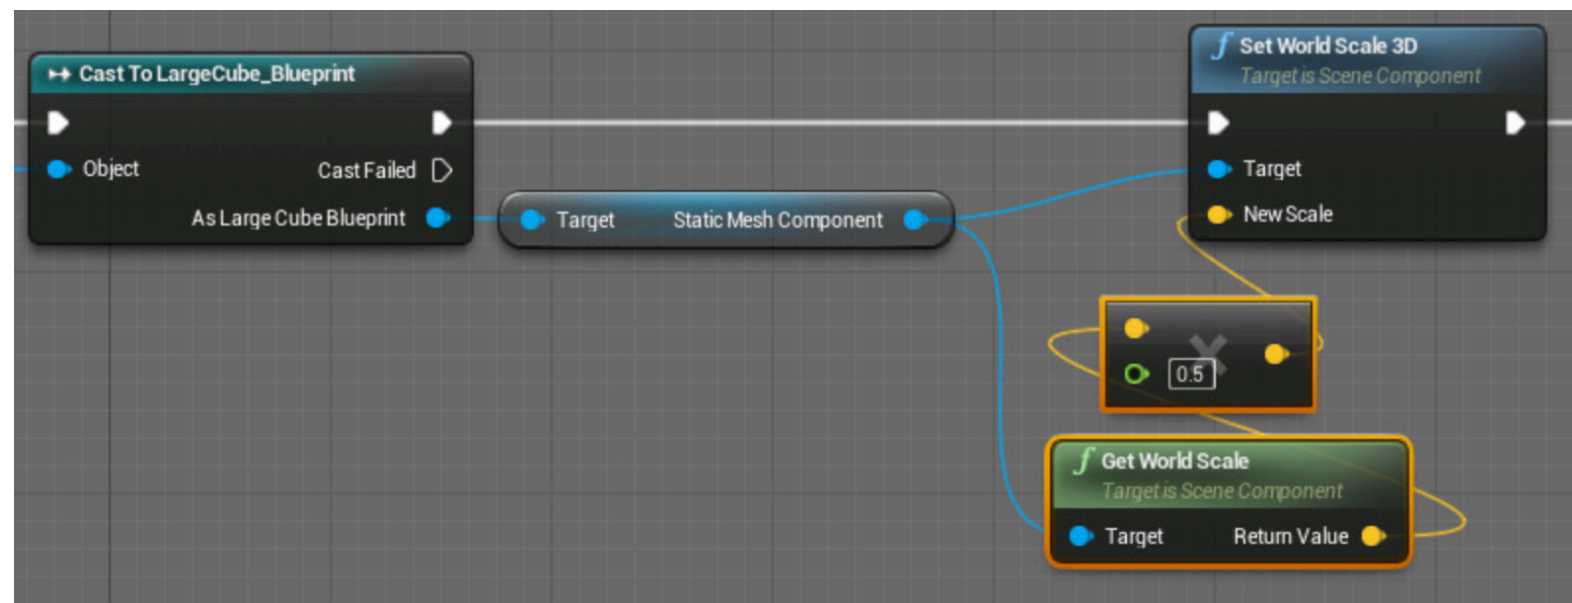 Cast To LargeCube_Blueprint
Object
Cast Failed
As Large Cube Blueprint
Target
Static Mesh Component
f Set World Scale 3D
Target is Scene Component
Target
New Scale
0.5
f Get World Scale
Target is Scene Component
Target
Return Value